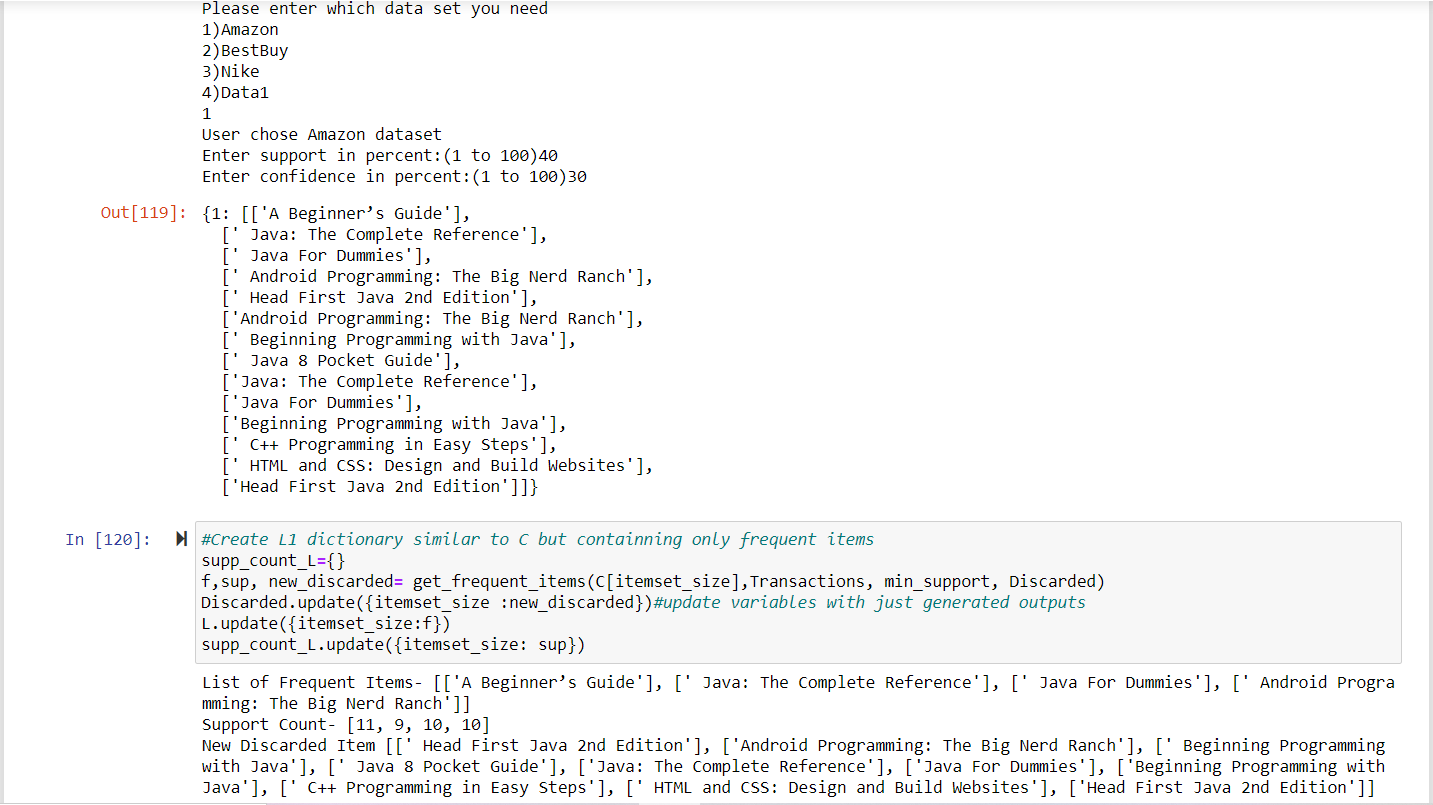 Please enter which data set you need
1)Amazon
2)BestBuy
3)Nike
4)Data1
1
User chose Amazon dataset
Enter support in percent:(1 to 100)40
Enter confidence in percent:(1 to 100)30
Out[119]: {1: [['A Beginner’s Guide'],
[' Java: The Complete Reference'],
[' Java For Dummies'],
[' Android Programming: The Big Nerd Ranch'],
[' Head First Java 2nd Edition'],
['Android Programming: The Big Nerd Ranch'],
[' Beginning Programming with Java'],
[' Java 8 Pocket Guide'],
['Java: The Complete Reference'],
['Java For Dummies'],
['Beginning Programming with Java'],
[' C++ Programming in Easy Steps'],
[' HTML and CSS: Design and Build Websites'],
['Head First Java 2nd Edition']]}
In [120]: #Create L1 dictionary similar to C but containning only frequent items
supp_count_L={}
f,sup, new_discarded= get_frequent_items(C[itemset_size],Transactions, min_support, Discarded)
Discarded.update({itemset_size :new_discarded})#update variables with just generated outputs
L.update({itemset_size:f})
supp_count_L.update({itemset_size: sup})
List of Frequent Items- [['A Beginner’s Guide'], [' Java: The Complete Reference'], [' Java For Dummies'], [' Android Progra
mming: The Big Nerd Ranch']]
Support Count- [11, 9, 10, 10]
New Discarded Item [[' Head First Java 2nd Edition'], ['Android Programming: The Big Nerd Ranch'], [' Beginning Programming
with Java'], [' Java 8 Pocket Guide'], ['Java: The Complete Reference'], ['Java For Dummies'], ['Beginning Programming with
Java'], [' C++ Programming in Easy Steps'], [' HTML and CSS: Design and Build Websites'], ['Head First Java 2nd Edition']]